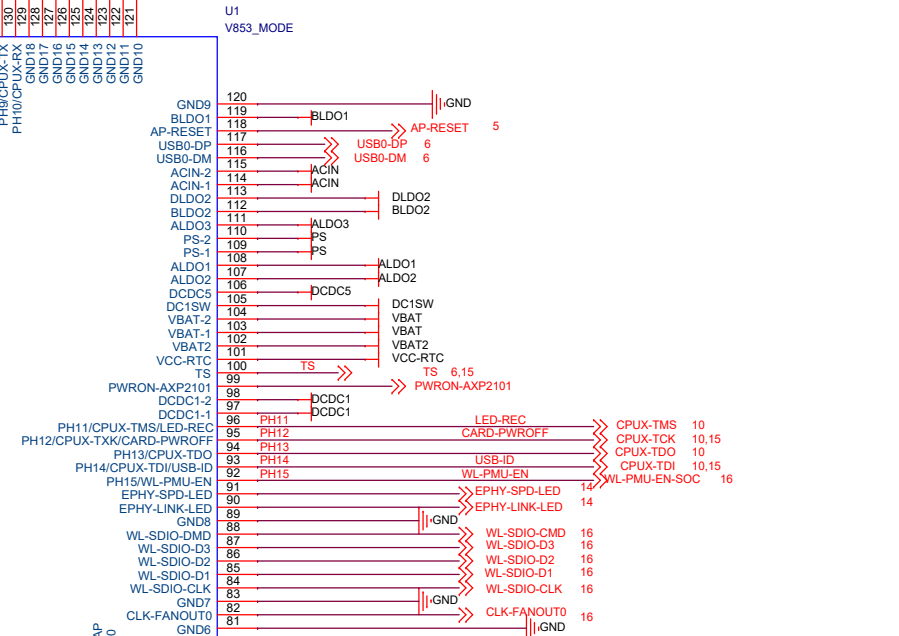 U1
V853_MODE
130 129 128 127 126 125 124 123 122 121
PH9/CPUX-TX
PH10/CPUX-RX
GND18
GND17
GND16
GND15
GND14
GND13
GND12
GND11
GND10
GND9 120 GND
BLDO1 119 BLDO1
AP-RESET 118 AP-RESET 5
USB0-DP 117 USB0-DP 6
USB0-DM 116 USB0-DM 6
ACIN-2 115 ACIN
ACIN-1 114 ACIN
DLDO2 113 DLDO2
BLDO2 112 BLDO2
ALDO3 111 ALDO3
PS-2 110 PS
PS-1 109 PS
ALDO1 108 ALDO1
ALDO2 107 ALDO2
DCDC5 106 DCDC5
DC1SW 105 DC1SW
VBAT-2 104 VBAT
VBAT-1 103 VBAT
VBAT2 102 VBAT2
VCC-RTC 101 VCC-RTC
TS 100 TS TS 6,15
PWRON-AXP2101 99 PWRON-AXP2101
DCDC1-2 98 DCDC1
DCDC1-1 97 DCDC1
PH11/CPUX-TMS/LED-REC 96 PH11 LED-REC CPUX-TMS 10
PH12/CPUX-TXK/CARD-PWROFF 95 PH12 CARD-PWROFF CPUX-TCK 10,15
PH13/CPUX-TDO 94 PH13 CPUX-TDO 10
PH14/CPUX-TDI/USB-ID 93 PH14 USB-ID CPUX-TDI 10,15
PH15/WL-PMU-EN 92 PH15 WL-PMU-EN WL-PMU-EN-SOC 16
EPHY-SPD-LED 91 EPHY-SPD-LED 14
EPHY-LINK-LED 90 EPHY-LINK-LED 14
GND8 89 GND
WL-SDIO-DMD 88 WL-SDIO-CMD 16
WL-SDIO-D3 87 WL-SDIO-D3 16
WL-SDIO-D2 86 WL-SDIO-D2 16
WL-SDIO-D1 85 WL-SDIO-D1 16
WL-SDIO-CLK 84 WL-SDIO-CLK 16
GND7 83 GND
CLK-FANOUT0 82 CLK-FANOUT0 16
GND6 81 GND